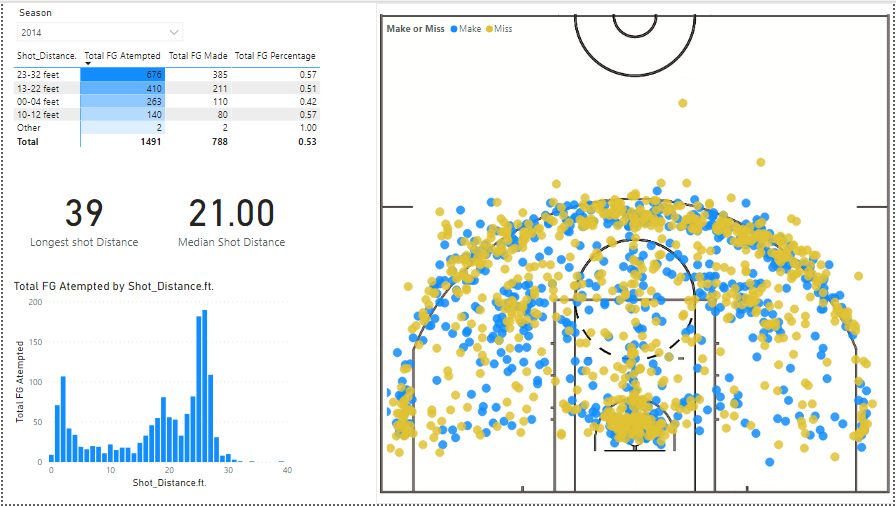 Season
2014
Shot_Distance. Total FG Atempted Total FG Made Total FG Percentage
23-32 feet 676 385 0.57
13-22 feet 410 211 0.51
00-04 feet 263 110 0.42
10-12 feet 140 80 0.57
Other 2 2 1.00
Total 1491 788 0.53
39
Longest shot Distance
21.00
Median Shot Distance
Total FG Atempted by Shot_Distance.ft.
Total FG Atempted
200
150
100
50
0
0 10 20 30 40
Shot_Distance.ft.
Make or Miss Make Miss